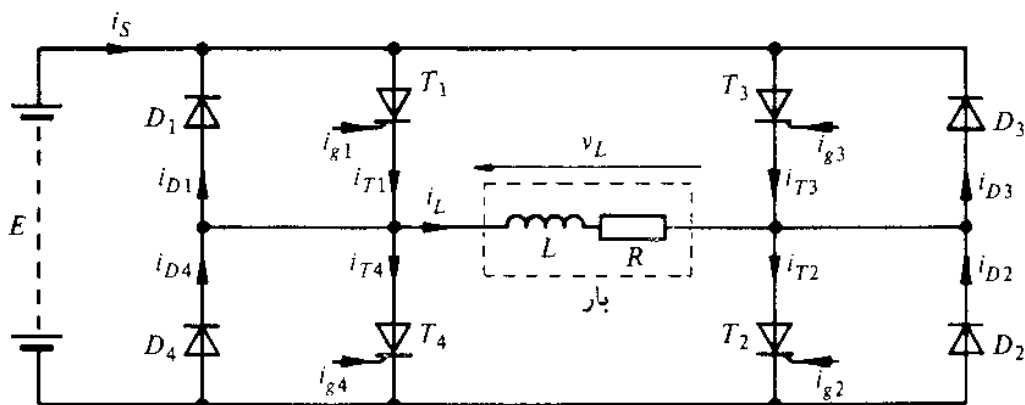 i_S
T_1
T_3
D_1
D_3
i_g1
v_L
i_g3
i_D1
i_T1
i_L
i_T3
i_D3
E
L
R
i_D4
i_T4
بار
i_T2
i_D2
D_4
T_4
T_2
D_2
i_g4
i_g2